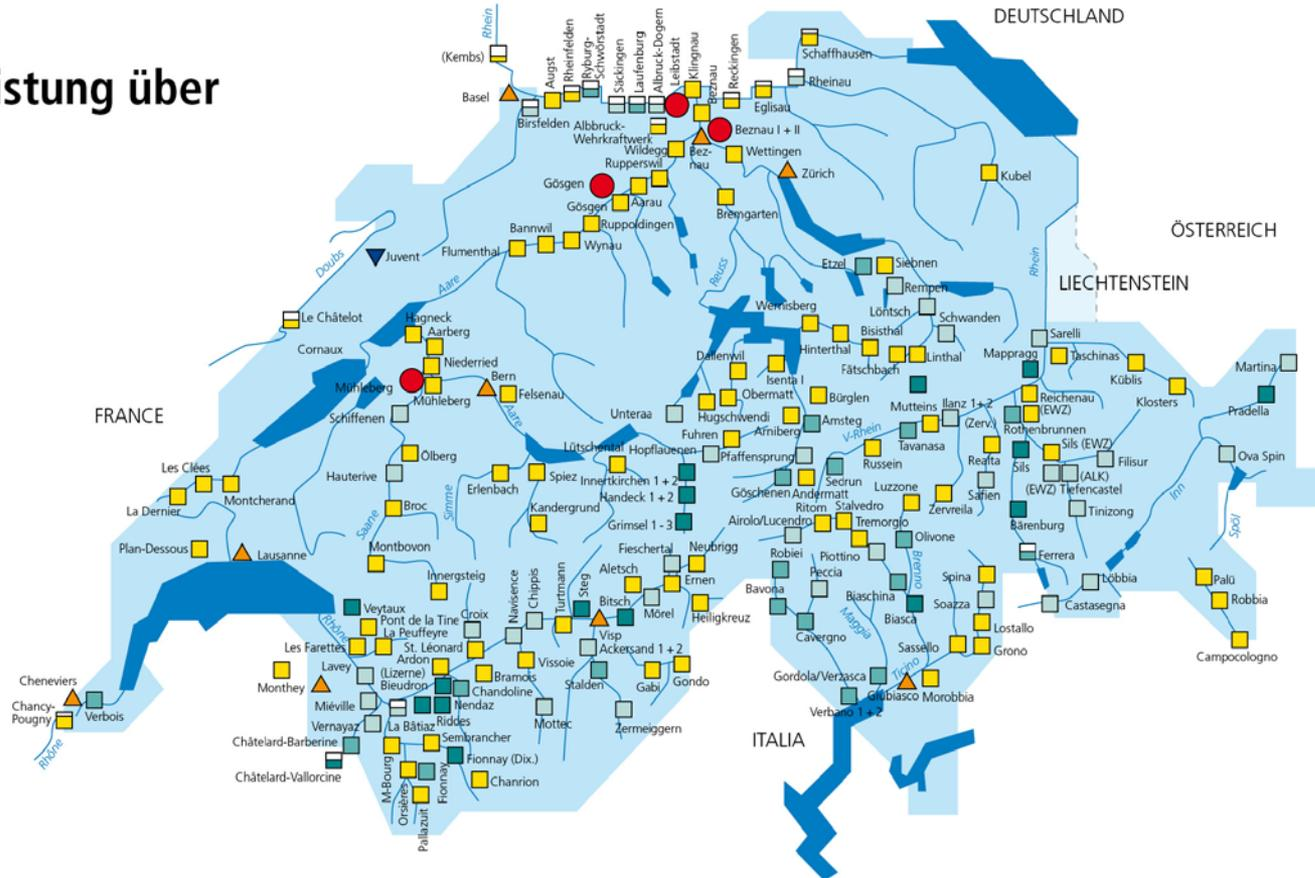 istung über
DEUTSCHLAND
ÖSTERREICH
LIECHTENSTEIN
FRANCE
ITALIA
Rhein
(Kembs)
Basel
Birsfelden
Augst
Rheinfelden
Ryburg-
Schwörstadt
Säckingen
Laufenburg
Albruck-Dogern
Leibstadt
Klingnau
Beznau
Reckingen
Eglisau
Schaffhausen
Rheinau
Albbruck-
Wehrkraftwerk
Beznau I + II
Wildegg
Bez-
nau
Wettingen
Rupperswil
Zürich
Kubel
Gösgen
Gösgen
Aarau
Bremgarten
Ruppoldingen
Bannwil
Flumenthal
Wynau
Doubs
Juvent
Aare
Reuss
Rhein
Etzel
Siebnen
Rempen
Le Châtelot
Cornaux
Hagneck
Aarberg
Niederried
Mühleberg
Mühleberg
Bern
Felsenau
Aare
Schiffenen
Wernisberg
Löntsch
Schwanden
Bisisthal
Hinterthal
Fätschbach
Linthal
Sarelli
Mappragg
Taschinas
Küblis
Klosters
Martina
Pradella
Dallenwil
Isenta I
Obermatt
Hugschwendi
Bürglen
Unteraa
Arniberg
Amsteg
Fuhren
Mutteins
Ilanz 1+2
(Zerv.)
Tavanasa
V-Rhein
Reichenau
(EWZ)
Rothenbrunnen
Sils (EWZ)
Sils
Filisur
(ALK)
(EWZ)
Tiefencastel
Tinizong
Ova Spin
Inn
Spöl
Ölberg
Hauterive
Broc
Saane
Simme
Les Clées
Montcherand
La Dernier
Plan-Dessous
Lausanne
Montbovon
Innergsteig
Lütschental
Hopflauenen
Pfaffensprung
Erlenbach
Spiez
Innertkirchen 1 + 2
Handeck 1 + 2
Kandergrund
Grimsel 1 - 3
Göschenen
Andermatt
Sedrun
Russein
Realta
Safien
Luzzone
Zervreila
Bärenburg
Ferrera
Löbbia
Castasegna
Ritom
Stalvedro
Airolo/Lucendro
Tremorgio
Olivone
Piottino
Robiei
Peccia
Bavona
Cavergno
Maggia
Biaschina
Brenno
Biasca
Spina
Soazza
Lostallo
Grono
Sassello
Palü
Robbia
Campocologno
Fieschertal
Neubrigg
Aletsch
Ernen
Mörel
Heiligkreuz
Bitsch
Steg
Turtmann
Chippis
Navisence
Croix
Visp
Ackersand 1 + 2
Stalden
Gabi
Gondo
Zermeiggern
Veytaux
Pont de la Tine
La Peuffeyre
Les Farettes
St. Léonard
Lavey
Ardon
(Lizerne)
Bieudron
Bramois
Vissoie
Chandoline
Nendaz
Mottec
Monthey
Miéville
Vernayaz
La Bâtiaz
Riddes
Rhône
Châtelard-Barberine
Châtelard-Vallorcine
Sembrancher
Fionnay (Dix.)
Chanrion
M-Bourg
Orsières
Pallazuit
Fionnay
Cheneviers
Chancy-
Pougny
Verbois
Rhône
Gordola/Verzasca
Ticino
Giubiasco
Morobbia
Verbano 1 + 2